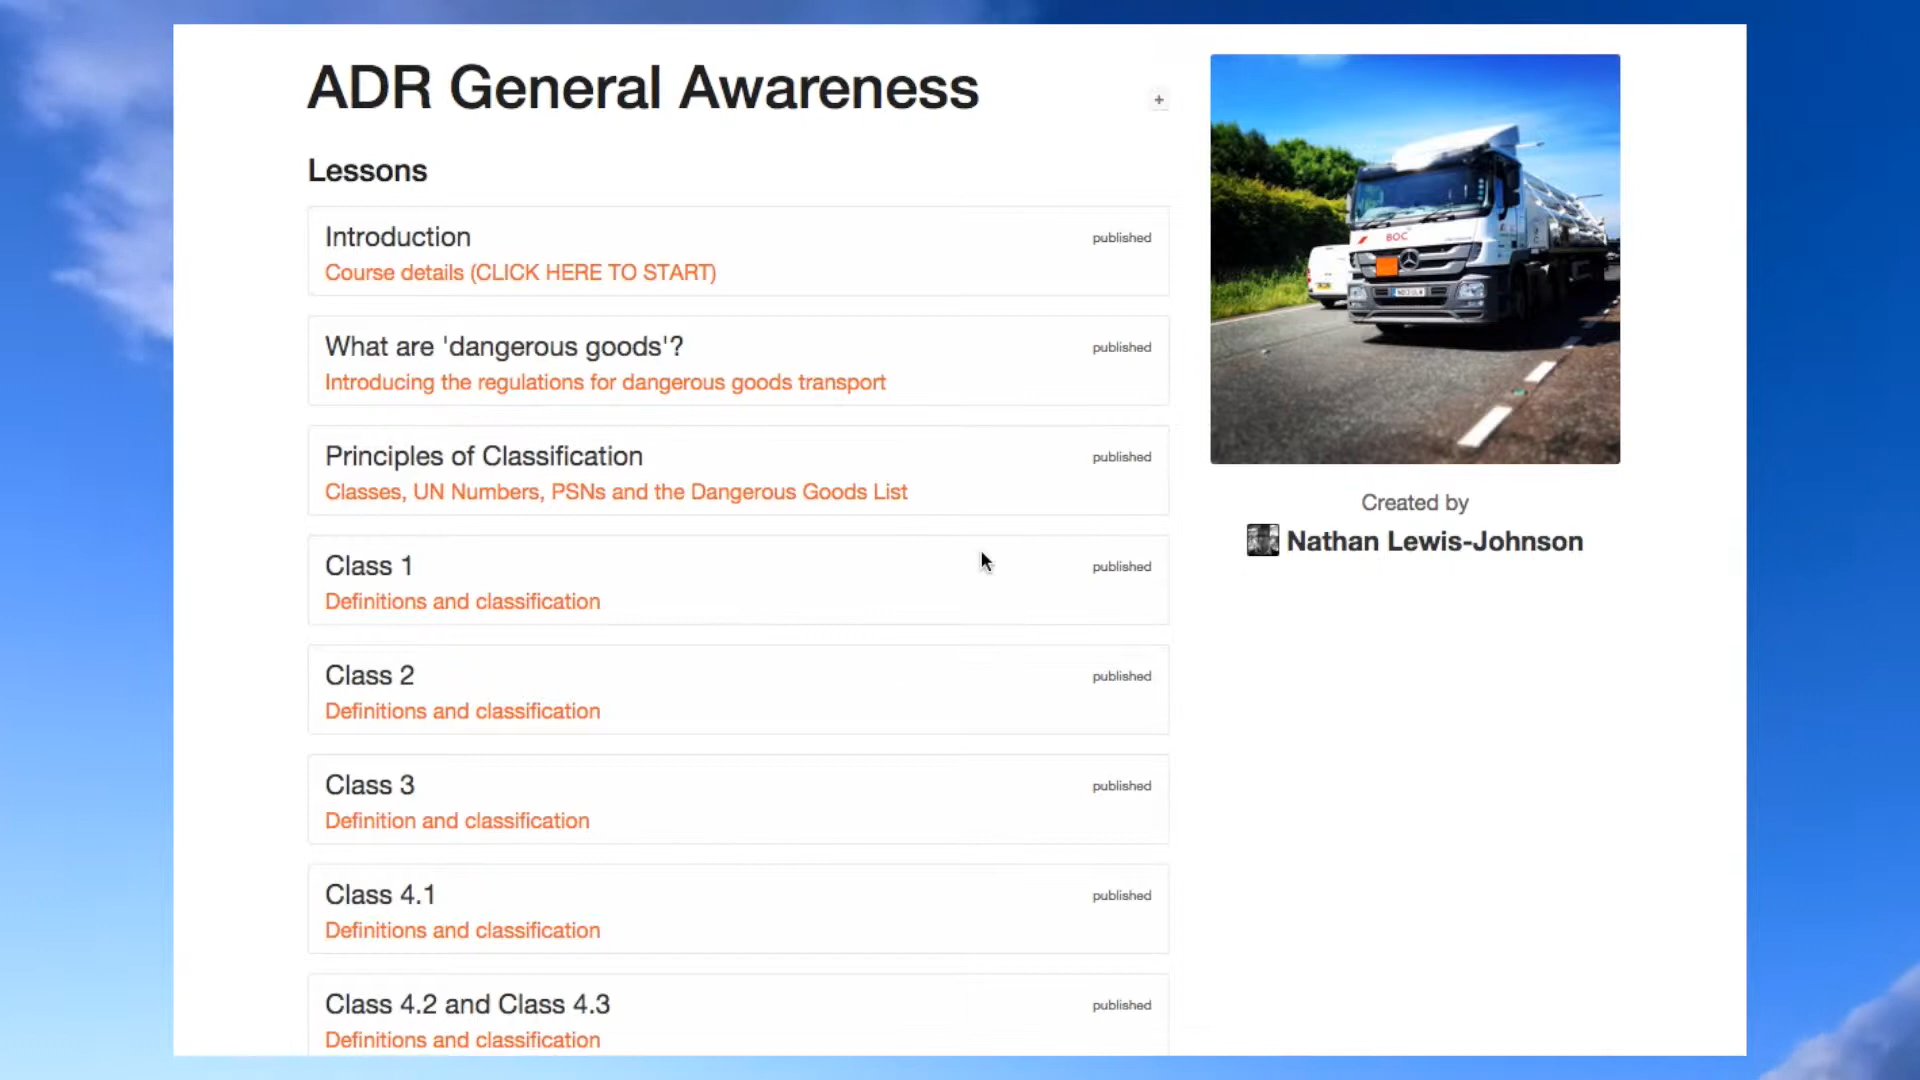 ADR General Awareness
+
Lessons
Introduction
published
Course details (CLICK HERE TO START)
What are 'dangerous goods'?
published
Introducing the regulations for dangerous goods transport
Principles of Classification
published
Classes, UN Numbers, PSNs and the Dangerous Goods List
Class 1
published
Definitions and classification
Class 2
published
Definitions and classification
Class 3
published
Definition and classification
Class 4.1
published
Definitions and classification
Class 4.2 and Class 4.3
published
Definitions and classification
BOC
Created by
Nathan Lewis-Johnson